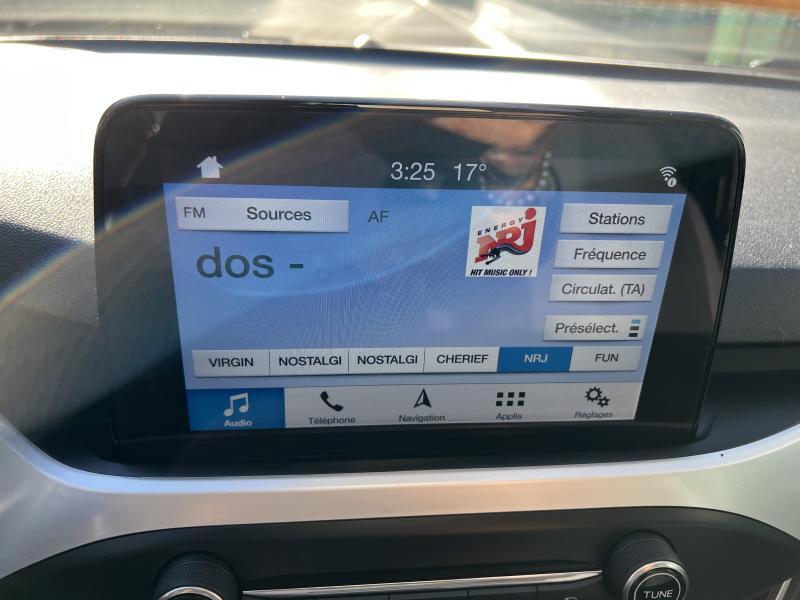 3:25 17°
FM Sources AF
ENERGY
NRJ
HIT MUSIC ONLY !
Stations
dos -
Fréquence
Circulat. (TA)
Présélect.
VIRGIN NOSTALGI NOSTALGI CHERIEF NRJ FUN
Audio Téléphone Navigation Applis Réglages
TUNE